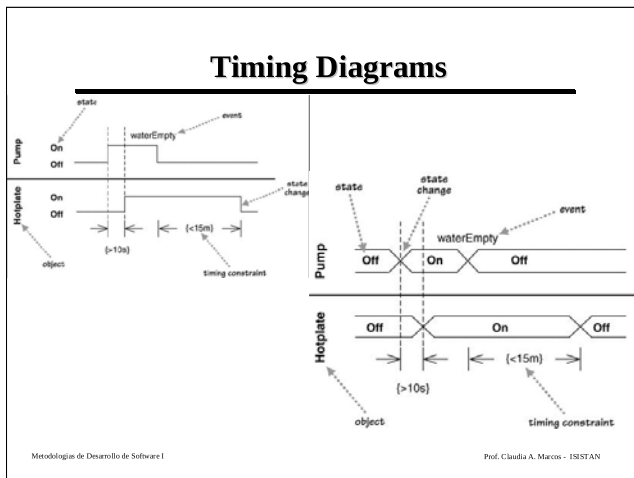 Timing Diagrams
state
event
waterEmpty
Pump
On
Off
Hotplate
On
Off
state
change
{<15m}
{>10s}
object
timing constraint
state
state
change
event
waterEmpty
Pump
Off
On
Off
Hotplate
Off
On
Off
{<15m}
{>10s}
object
timing constraint
Metodologias de Desarrollo de Software I
Prof. Claudia A. Marcos - ISISTAN